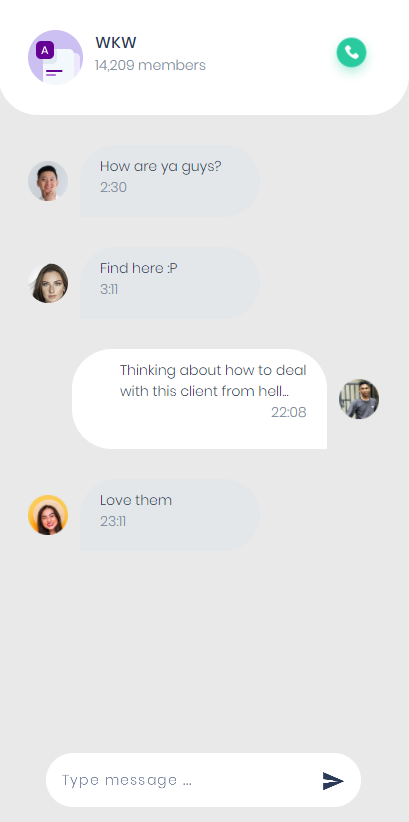 A
WKW
14,209 members
How are ya guys?
2:30
Find here :P
3:11
Thinking about how to deal
with this client from hell...
22:08
Love them
23:11
Type message ...